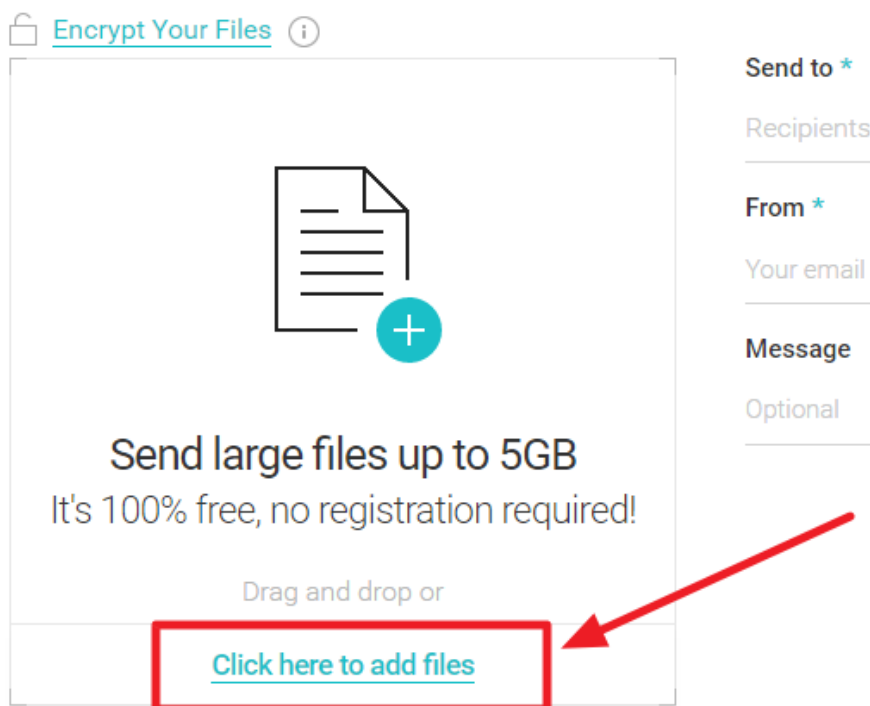 Encrypt Your Files
Send large files up to 5GB
It's 100% free, no registration required!
Drag and drop or
Click here to add files
Send to *
Recipients
From *
Your email
Message
Optional